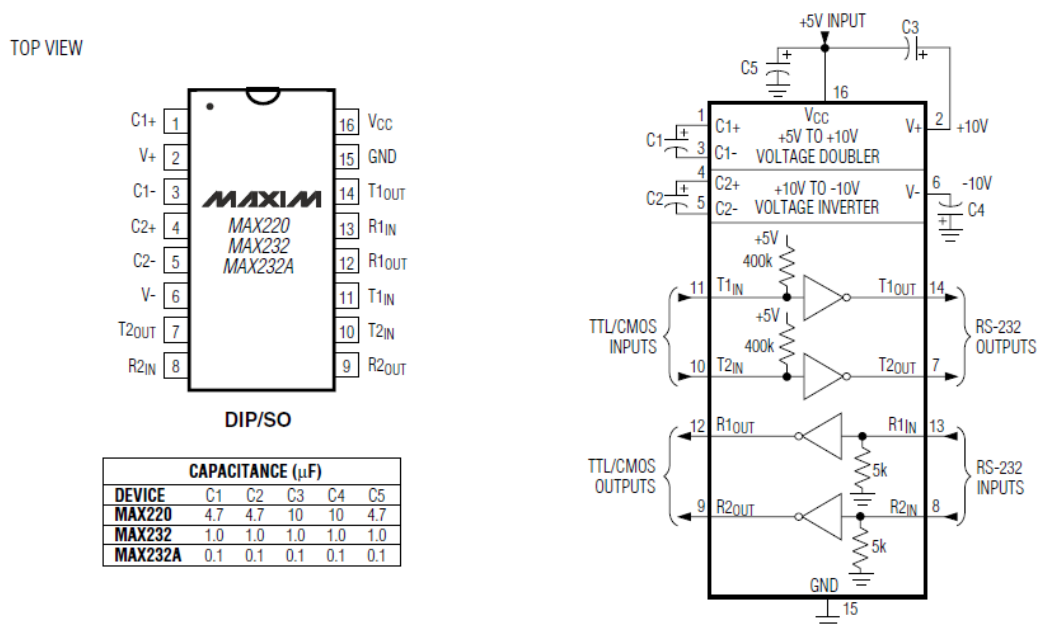 TOP VIEW
C1+ 1
V+ 2
C1- 3
C2+ 4
C2- 5
V- 6
T2OUT 7
R2IN 8
MAXIM
MAX220
MAX232
MAX232A
16 VCC
15 GND
14 T1OUT
13 R1IN
12 R1OUT
11 T1IN
10 T2IN
9 R2OUT
DIP/SO
CAPACITANCE (μF)
DEVICE C1 C2 C3 C4 C5
MAX220 4.7 4.7 10 10 4.7
MAX232 1.0 1.0 1.0 1.0 1.0
MAX232A 0.1 0.1 0.1 0.1 0.1
+5V INPUT
C3
+
+
C5
16
1
VCC
2
C1+
+5V TO +10V
V+
+10V
C1
+
3
C1-
VOLTAGE DOUBLER
4
C2+
+10V TO -10V
V-
6
-10V
C2
+
5
C2-
VOLTAGE INVERTER
+
C4
+5V
400k
11
T1IN
T1OUT
14
+5V
TTL/CMOS
INPUTS
400k
RS-232
OUTPUTS
10
T2IN
T2OUT
7
12
R1OUT
R1IN
13
TTL/CMOS
OUTPUTS
5k
RS-232
INPUTS
9
R2OUT
R2IN
8
5k
GND
15